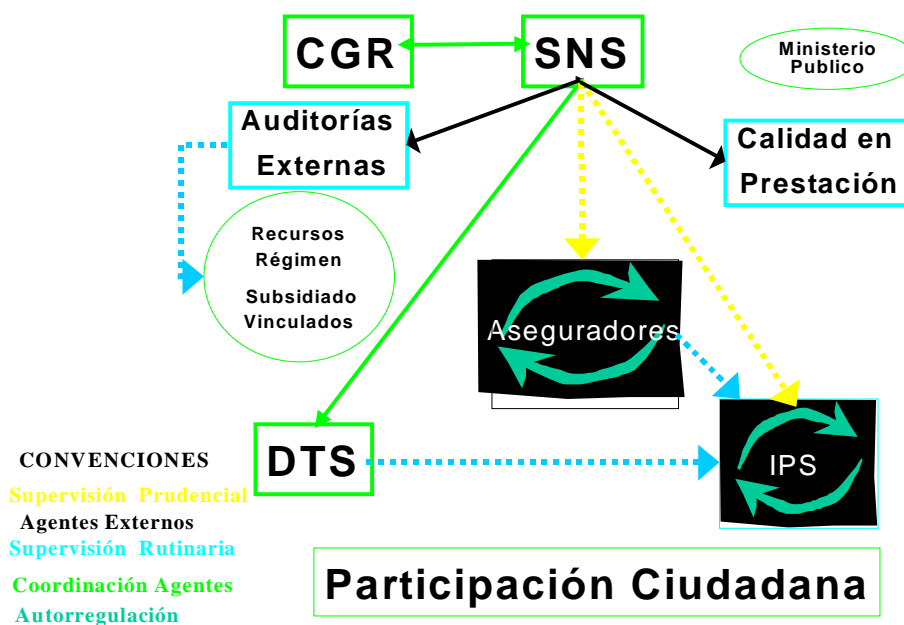 CGR
SNS
Ministerio
Publico
Auditorías
Externas
Calidad en
Prestación
Recursos
Régimen
Subsidiado
Vinculados
Aseguradores
DTS
IPS
CONVENCIONES
Supervisión Prudencial
Agentes Externos
Supervisión Rutinaria
Coordinación Agentes
Autorregulación
Participación Ciudadana